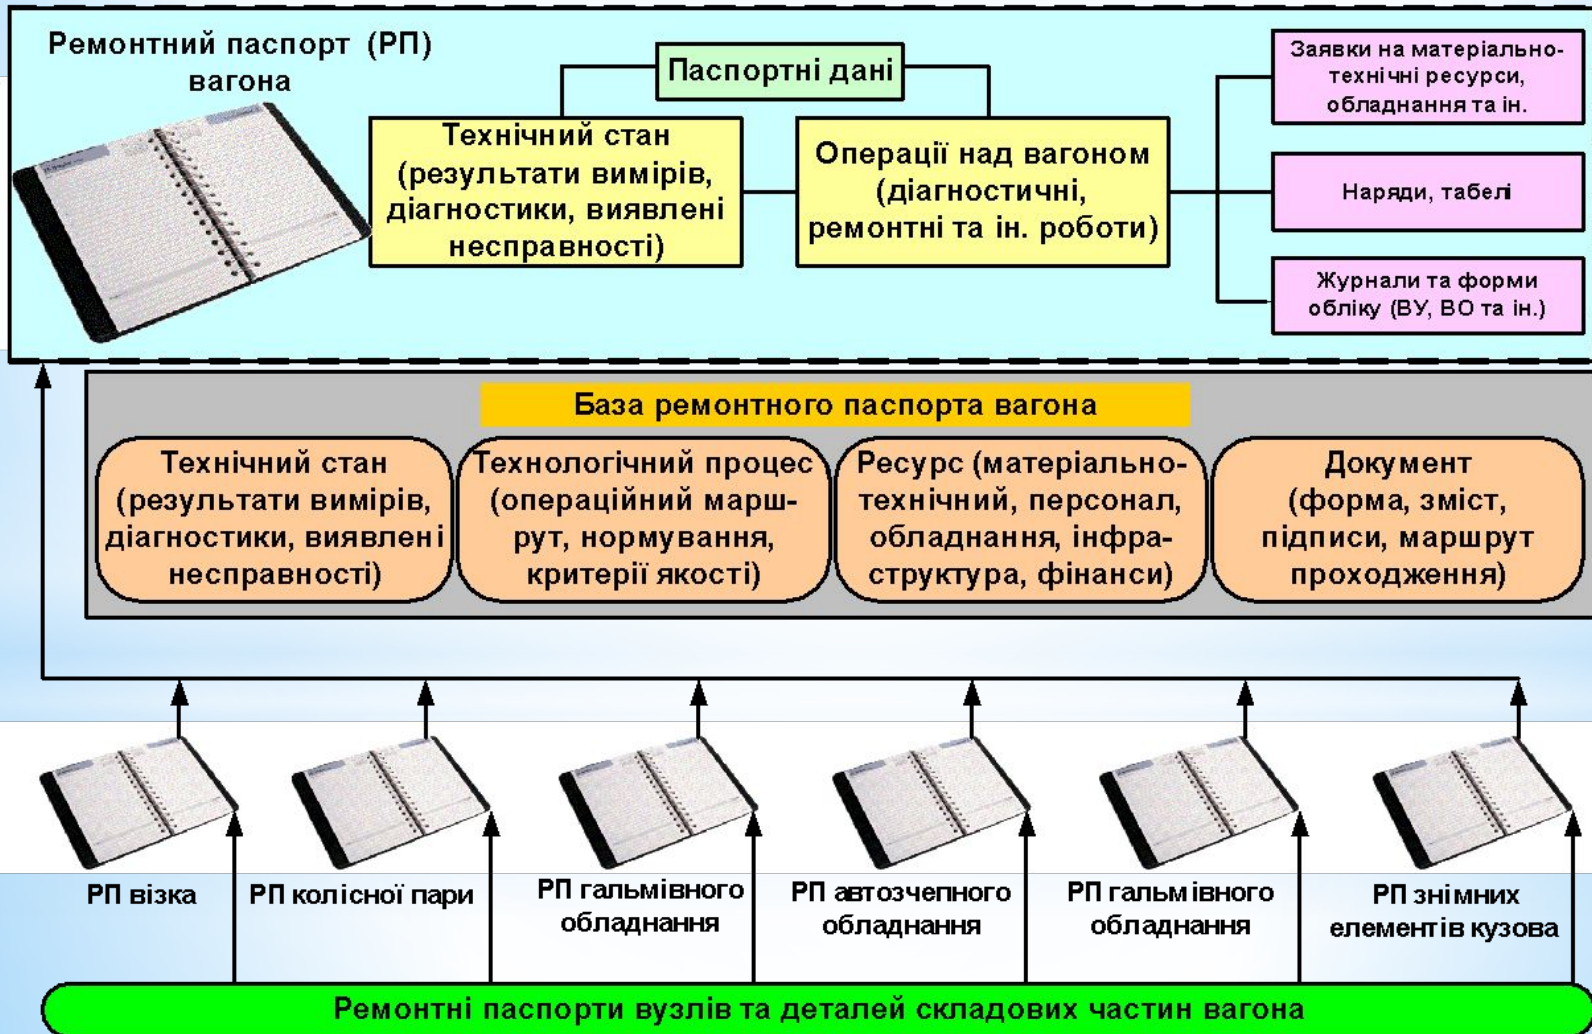 Ремонтний паспорт (РП)
вагона
Паспортні дані
Технічний стан
(результати вимірів,
діагностики, виявлені
несправності)
Операції над вагоном
(діагностичні,
ремонтні та ін. роботи)
Заявки на матеріально-
технічні ресурси,
обладнання та ін.
Наряди, табелі
Журнали та форми
обліку (ВУ, ВО та ін.)
База ремонтного паспорта вагона
Технічний стан
(результати вимірів,
діагностики, виявлені
несправності)
Технологічний процес
(операційний марш-
рут, нормування,
критерії якості)
Ресурс (матеріально-
технічний, персонал,
обладнання, інфра-
структура, фінанси)
Документ
(форма, зміст,
підписи, маршрут
проходження)
РП візка
РП колісної пари
РП гальмівного
обладнання
РП автозчепного
обладнання
РП гальмівного
обладнання
РП знімних
елементів кузова
Ремонтні паспорти вузлів та деталей складових частин вагона